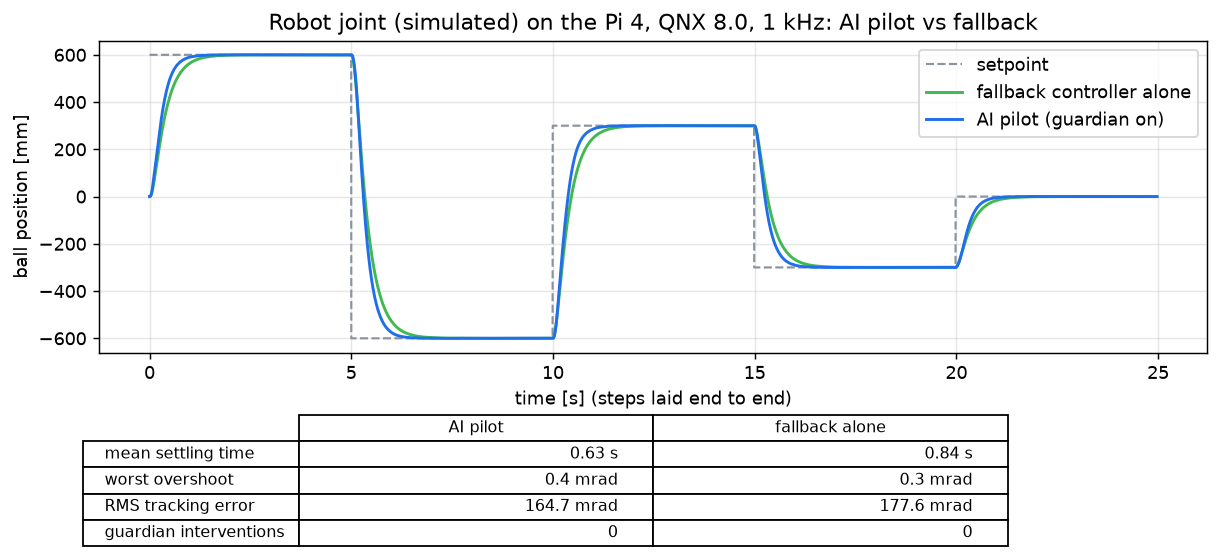 Robot joint (simulated) on the Pi 4, QNX 8.0, 1 kHz: AI pilot vs fallback
ball position [mm]
600
400
200
0
−200
−400
−600
setpoint
fallback controller alone
AI pilot (guardian on)
0 5 10 15 20 25
time [s] (steps laid end to end)
AI pilot fallback alone
mean settling time 0.63 s 0.84 s
worst overshoot 0.4 mrad 0.3 mrad
RMS tracking error 164.7 mrad 177.6 mrad
guardian interventions 0 0